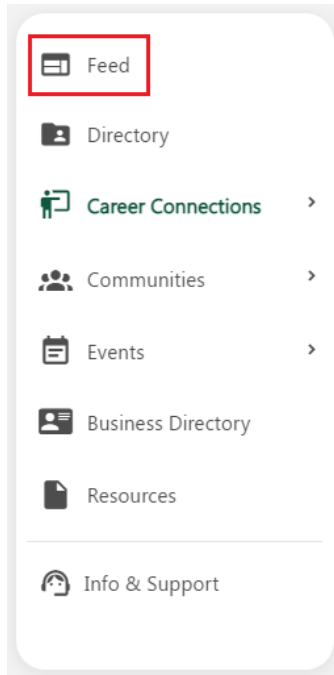 Feed
Directory
Career Connections
Communities
Events
Business Directory
Resources
Info & Support